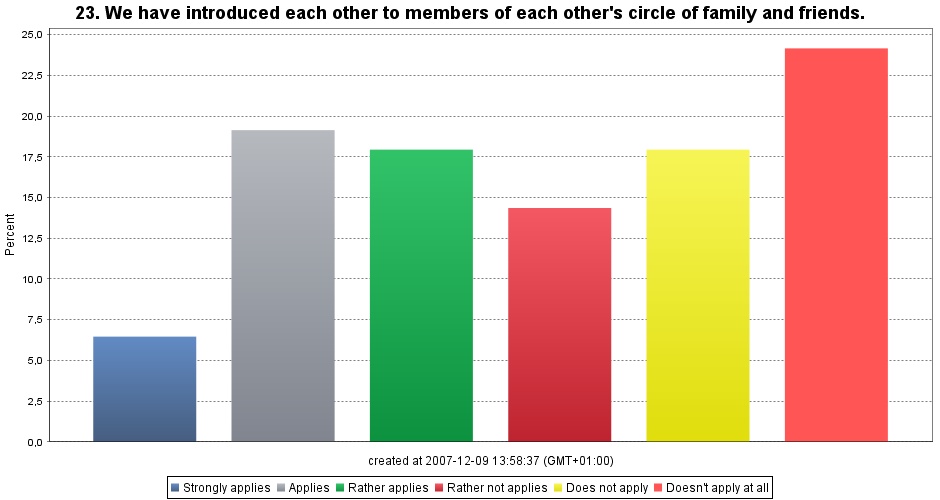 23. We have introduced each other to members of each other's circle of family and friends.
25,0
22,5
20,0
17,5
15,0
12,5
10,0
7,5
5,0
2,5
0,0
Percent
created at 2007-12-09 13:58:37 (GMT+01:00)
Strongly applies Applies Rather applies Rather not applies Does not apply Doesn't apply at all